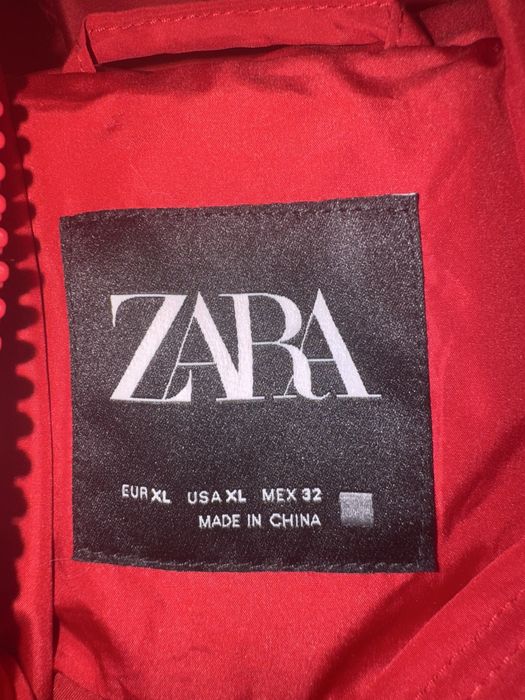 ZARA
EUR XL USA XL MEX 32
MADE IN CHINA